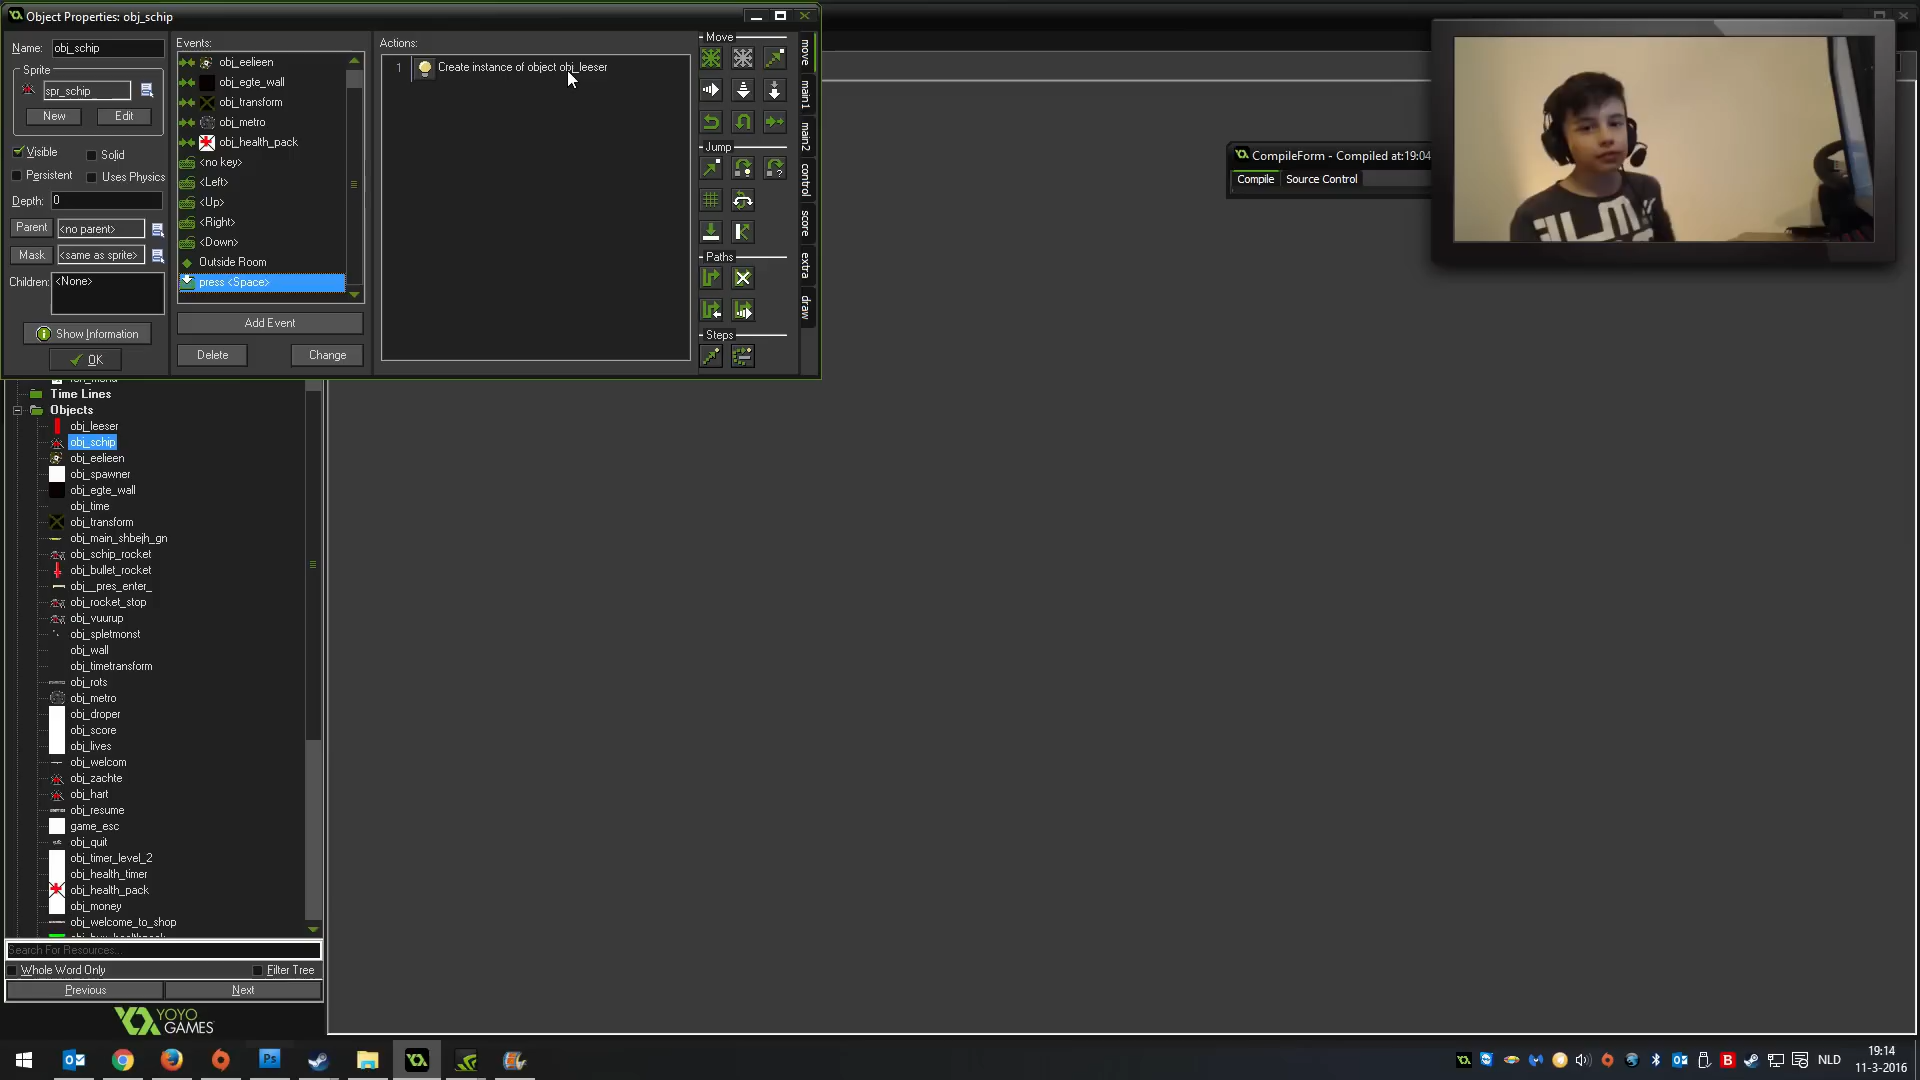 Object Properties: obj_schip
Name: obj_schip
Sprite
spr_schip_
New Edit
Visible Solid
Persistent Uses Physics
Depth: 0
Parent <no parent>
Mask <same as sprite>
Children: <None>
Show Information
OK
Events:
obj_eelieen
obj_egte_wall
obj_transform
obj_metro
obj_health_pack
<no key>
<Left>
<Up>
<Right>
<Down>
Outside Room
press <Space>
Add Event
Delete Change
Actions:
1 Create instance of object obj_leeser
Move
Jump
Paths
Steps
move
main1
main2
control
score
extra
draw
CompileForm - Compiled at:19:04
Compile Source Control
Time Lines
Objects
obj_leeser
obj_schip
obj_eelieen
obj_spawner
obj_egte_wall
obj_time
obj_transform
obj_main_shbejh_gn
obj_schip_rocket
obj_bullet_rocket
obj__pres_enter_
obj_rocket_stop
obj_vuurup
obj_spletmonst
obj_wall
obj_timetransform
obj_rots
obj_metro
obj_droper
obj_score
obj_lives
obj_welcom
obj_zachte
obj_hart
obj_resume
game_esc
obj_quit
obj_timer_level_2
obj_health_timer
obj_health_pack
obj_money
obj_welcome_to_shop
Search For Resources...
Whole Word Only Filter Tree
Previous Next
YOYO
GAMES
Ps
NLD
19:14
11-3-2016